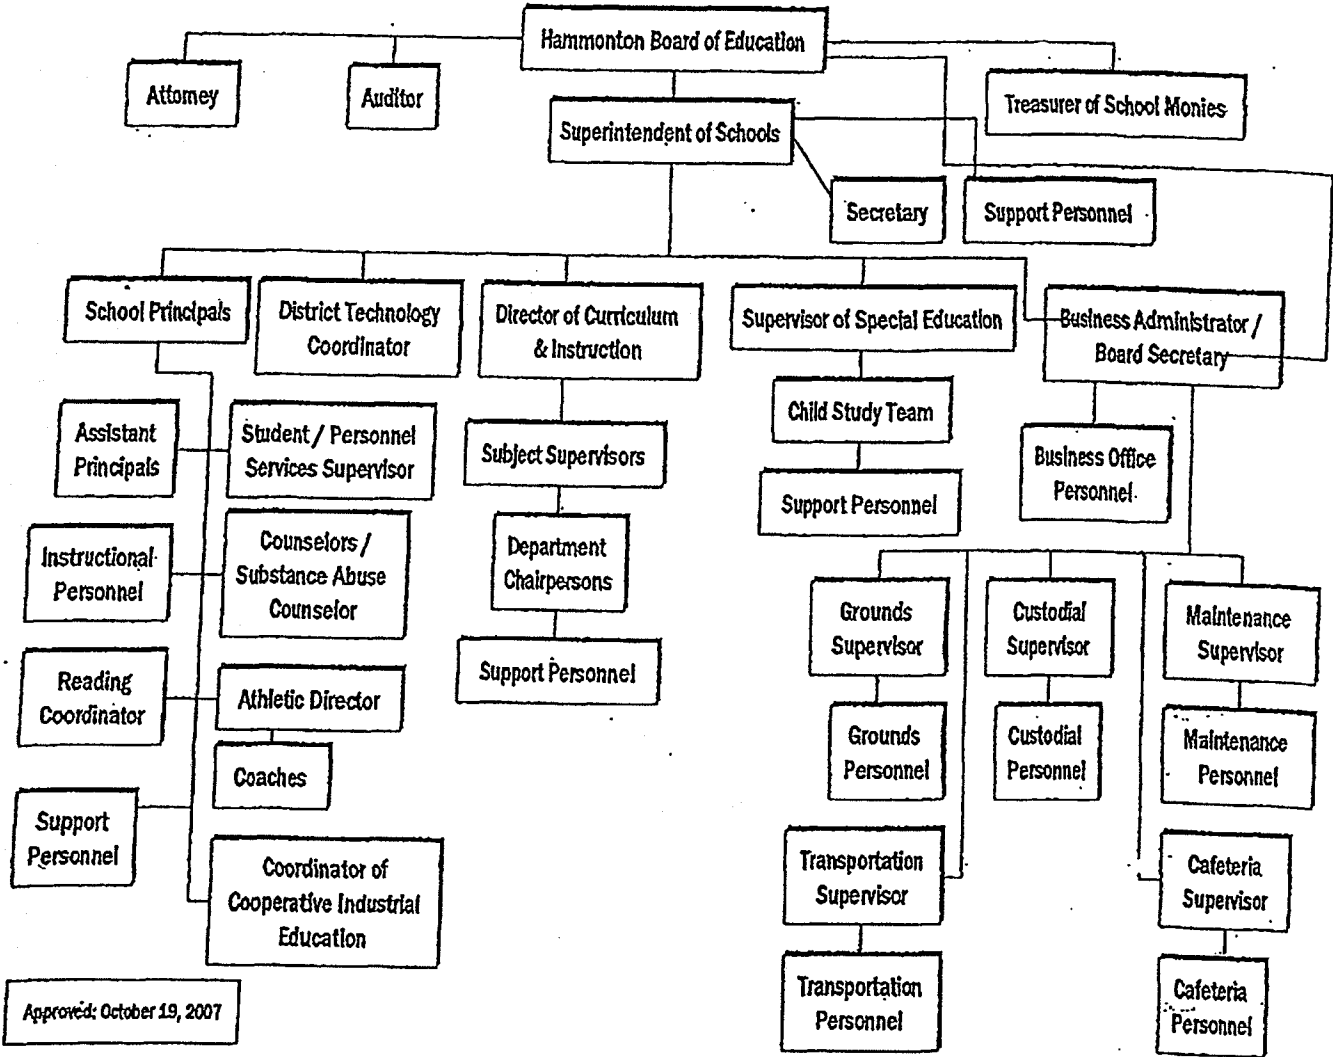 Hammonton Board of Education
Attorney
Auditor
Treasurer of School Monies
Superintendent of Schools
Secretary
Support Personnel
School Principals
District Technology
Coordinator
Director of Curriculum
& Instruction
Supervisor of Special Education
Business Administrator /
Board Secretary
Assistant
Principals
Student / Personnel
Services Supervisor
Subject Supervisors
Child Study Team
Business Office
Personnel
Support Personnel
Instructional
Personnel
Counselors /
Substance Abuse
Counselor
Department
Chairpersons
Grounds
Supervisor
Custodial
Supervisor
Maintenance
Supervisor
Reading
Coordinator
Athletic Director
Support Personnel
Grounds
Personnel
Custodial
Personnel
Maintenance
Personnel
Coaches
Support
Personnel
Coordinator of
Cooperative Industrial
Education
Transportation
Supervisor
Cafeteria
Supervisor
Transportation
Personnel
Cafeteria
Personnel
Approved: October 19, 2007